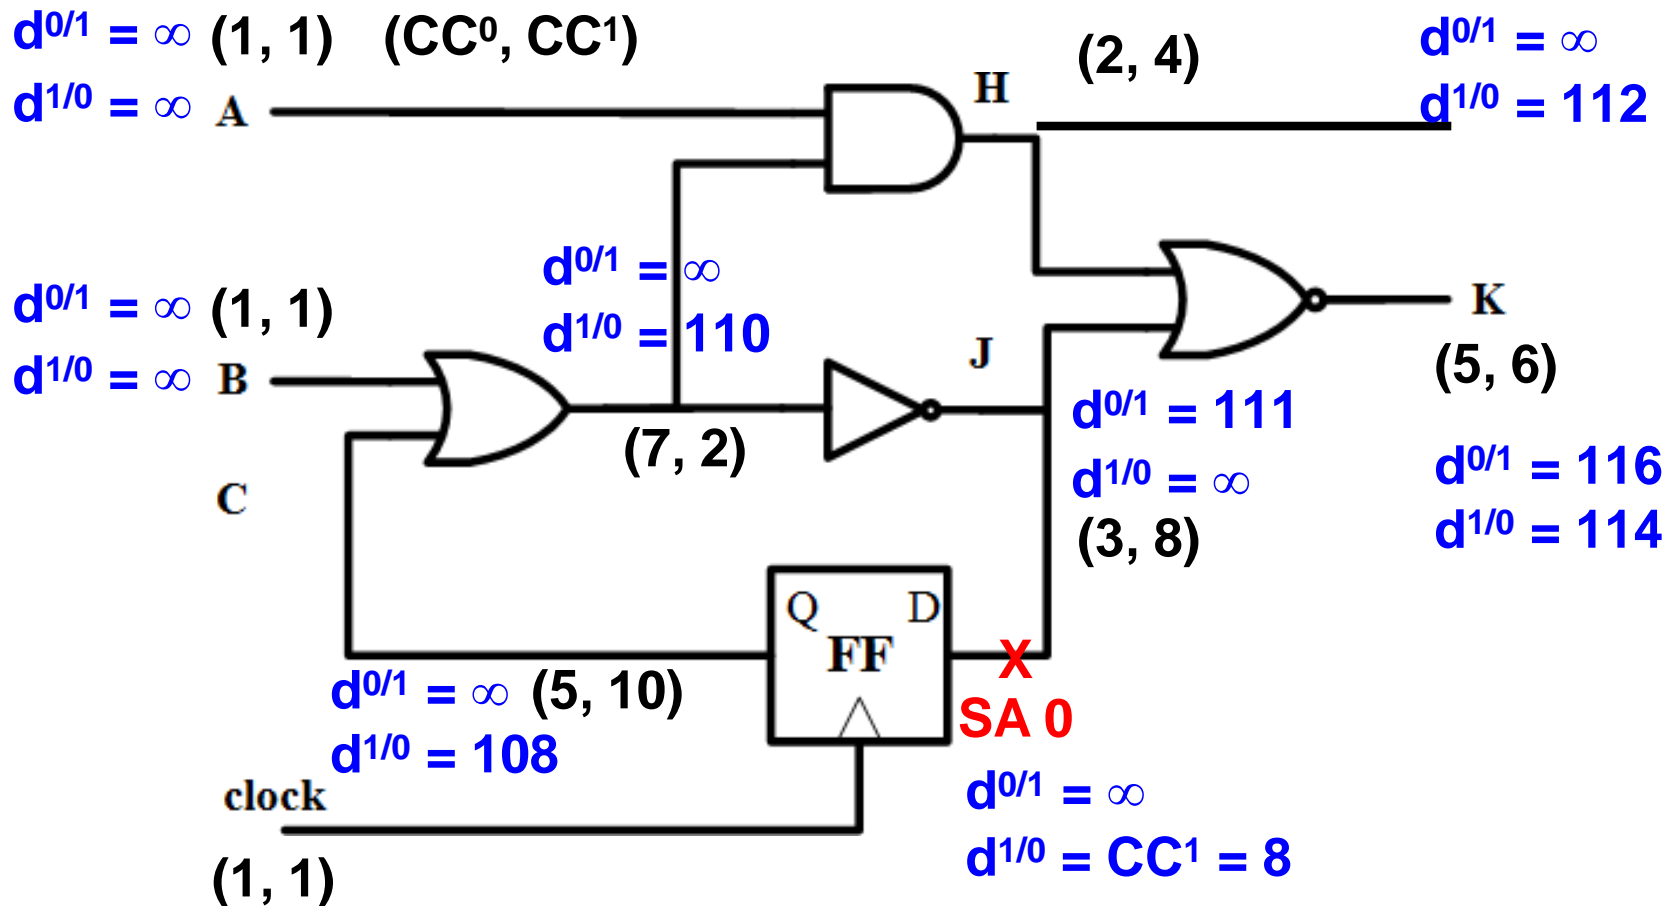 d0/1 = ∞ (1, 1) (CC0, CC1)
d1/0 = ∞ A
H
(2, 4)
d0/1 = ∞
d1/0 = 112
d0/1 = ∞ (1, 1)
d1/0 = ∞ B
d0/1 = ∞
d1/0 = 110
(7, 2)
J
K
(5, 6)
d0/1 = 116
d1/0 = 114
d0/1 = 111
d1/0 = ∞
(3, 8)
C
Q D
FF
X
SA 0
d0/1 = ∞ (5, 10)
d1/0 = 108
d0/1 = ∞
d1/0 = CC1 = 8
clock
(1, 1)